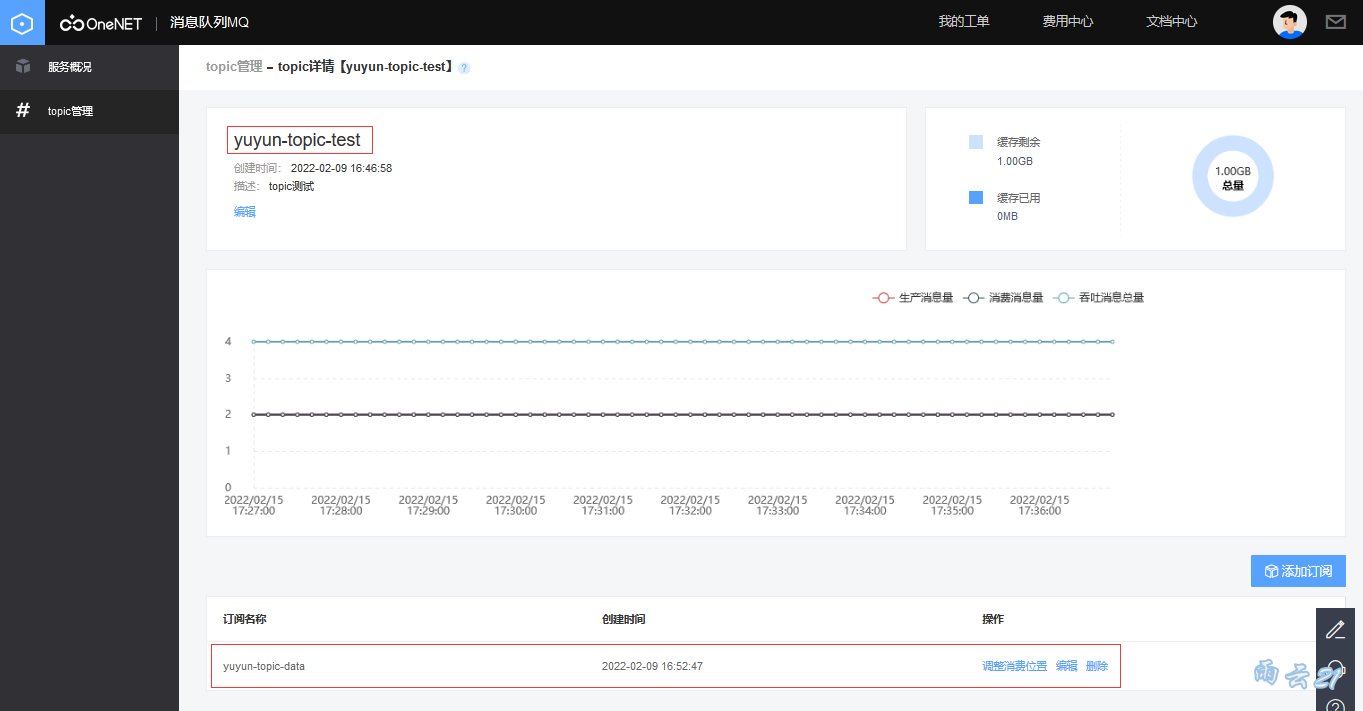 OneNET | 消息队列MQ
我的工单
费用中心
文档中心
服务概况
topic管理
topic管理 – topic详情【yuyun-topic-test】 ?
yuyun-topic-test
创建时间： 2022-02-09 16:46:58
描述： topic测试
编辑
缓存剩余
1.00GB
缓存已用
0MB
1.00GB
总量
生产消息量 消费消息量 吞吐消息总量
4
3
2
1
0
2022/02/15 2022/02/15 2022/02/15 2022/02/15 2022/02/15 2022/02/15 2022/02/15 2022/02/15 2022/02/15 2022/02/15
17:27:00 17:28:00 17:29:00 17:30:00 17:31:00 17:32:00 17:33:00 17:34:00 17:35:00 17:36:00
添加订阅
订阅名称 创建时间 操作
yuyun-topic-data 2022-02-09 16:52:47 调整消费位置 编辑 删除
雨云21